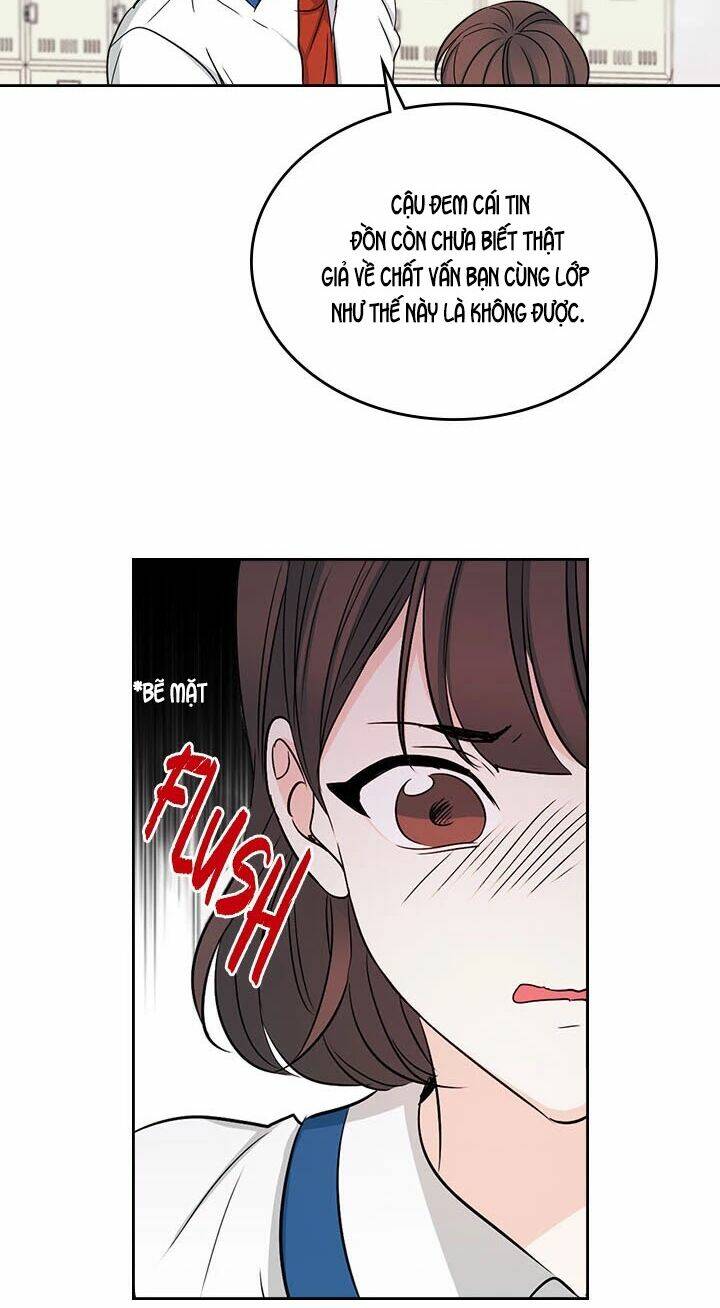 CẬU ĐEM CÁI TIN
ĐỒN CÒN CHƯA BIẾT THẬT
GIẢ VỀ CHẤT VẤN BẠN CÙNG LỚP
NHƯ THẾ NÀY LÀ KHÔNG ĐƯỢC.
*BẼ MẶT
FLUSH